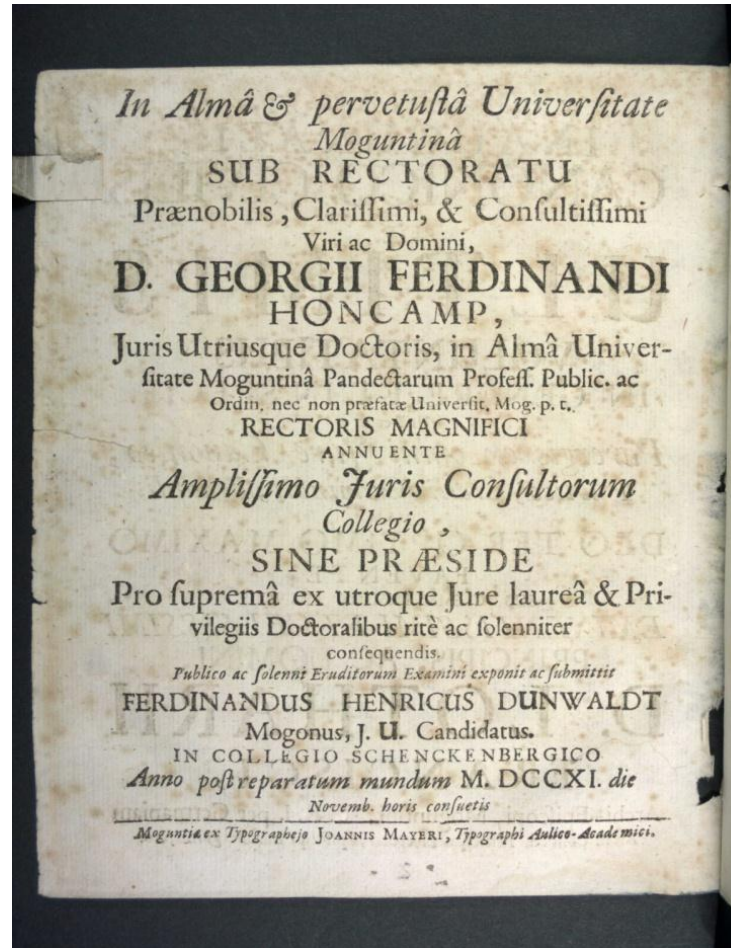 In Almâ & pervetustâ Universitate
Moguntinâ
SUB RECTORATU
Prænobilis, Clarissimi, & Consultissimi
Viri ac Domini,
D. GEORGII FERDINANDI
HONCAMP,
Juris Utriusque Doctoris, in Almâ Univer-
sitate Moguntinâ Pandectarum Profess. Public. ac
Ordin. nec non præfatæ Universit. Mog. p. t.
RECTORIS MAGNIFICI
ANNUENTE
Amplissimo Juris Consultorum
Collegio,
SINE PRÆSIDE
Pro supremâ ex utroque Jure laureâ & Pri-
vilegiis Doctoralibus ritè ac solenniter
consequendis.
Publico ac solenni Eruditorum Examini exponit ac submittit
FERDINANDUS HENRICUS DUNWALDT
Mogonus, J. U. Candidatus.
IN COLLEGIO SCHENCKENBERGICO
Anno post reparatum mundum M. DCCXI. die
Novemb. horis consuetis
Moguntiæ ex Typographejo JOANNIS MAYERI, Typographi Aulico-Academici.